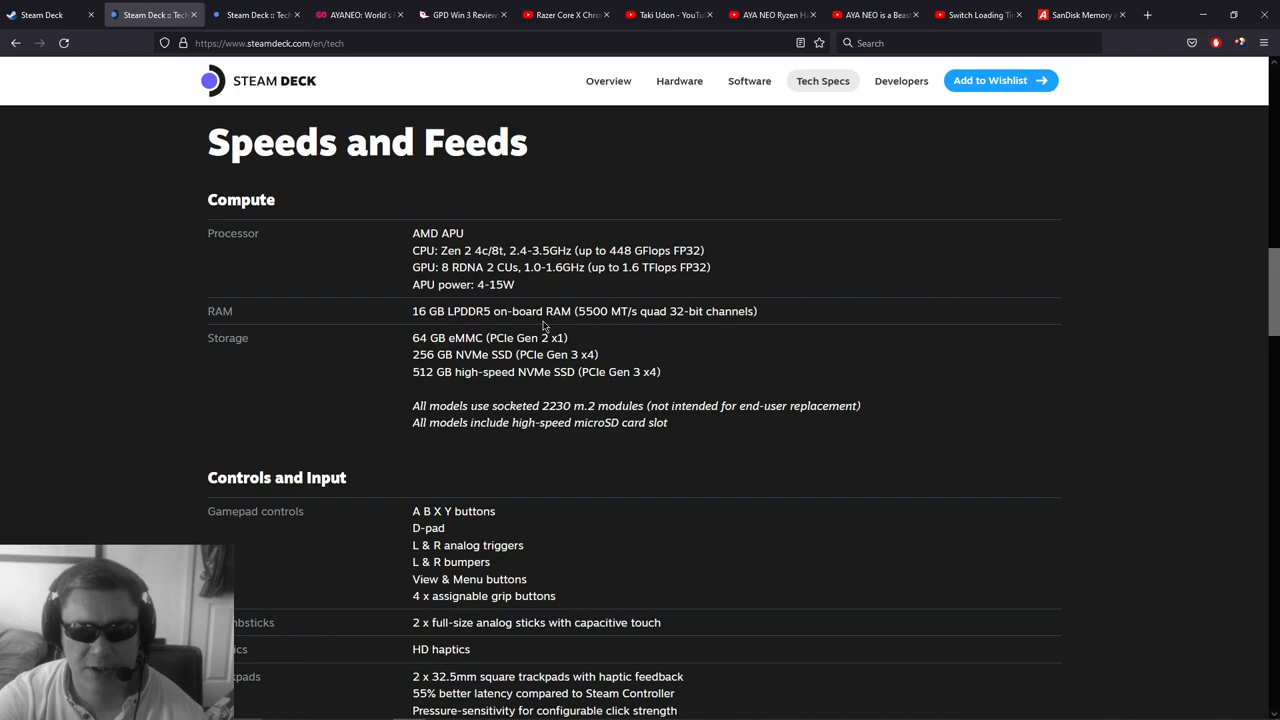 Steam Deck
Steam Deck :: Tech
Steam Deck :: Tech
AYANEO: World's
GPD Win 3 Review
Razer Core X Chro
Taki Udon - YouTu
AYA NEO Ryzen
AYA NEO is a Beas
Switch Loading Ti
SanDisk Memory
https://www.steamdeck.com/en/tech
Search
STEAM DECK
Overview
Hardware
Software
Tech Specs
Developers
Add to Wishlist
Speeds and Feeds
Compute
Processor
AMD APU
CPU: Zen 2 4c/8t, 2.4-3.5GHz (up to 448 GFlops FP32)
GPU: 8 RDNA 2 CUs, 1.0-1.6GHz (up to 1.6 TFlops FP32)
APU power: 4-15W
RAM
16 GB LPDDR5 on-board RAM (5500 MT/s quad 32-bit channels)
Storage
64 GB eMMC (PCIe Gen 2 x1)
256 GB NVMe SSD (PCIe Gen 3 x4)
512 GB high-speed NVMe SSD (PCIe Gen 3 x4)
All models use socketed 2230 m.2 modules (not intended for end-user replacement)
All models include high-speed microSD card slot
Controls and Input
Gamepad controls
A B X Y buttons
D-pad
L & R analog triggers
L & R bumpers
View & Menu buttons
4 x assignable grip buttons
mbsticks
2 x full-size analog sticks with capacitive touch
ics
HD haptics
kpads
2 x 32.5mm square trackpads with haptic feedback
55% better latency compared to Steam Controller
Pressure-sensitivity for configurable click strength